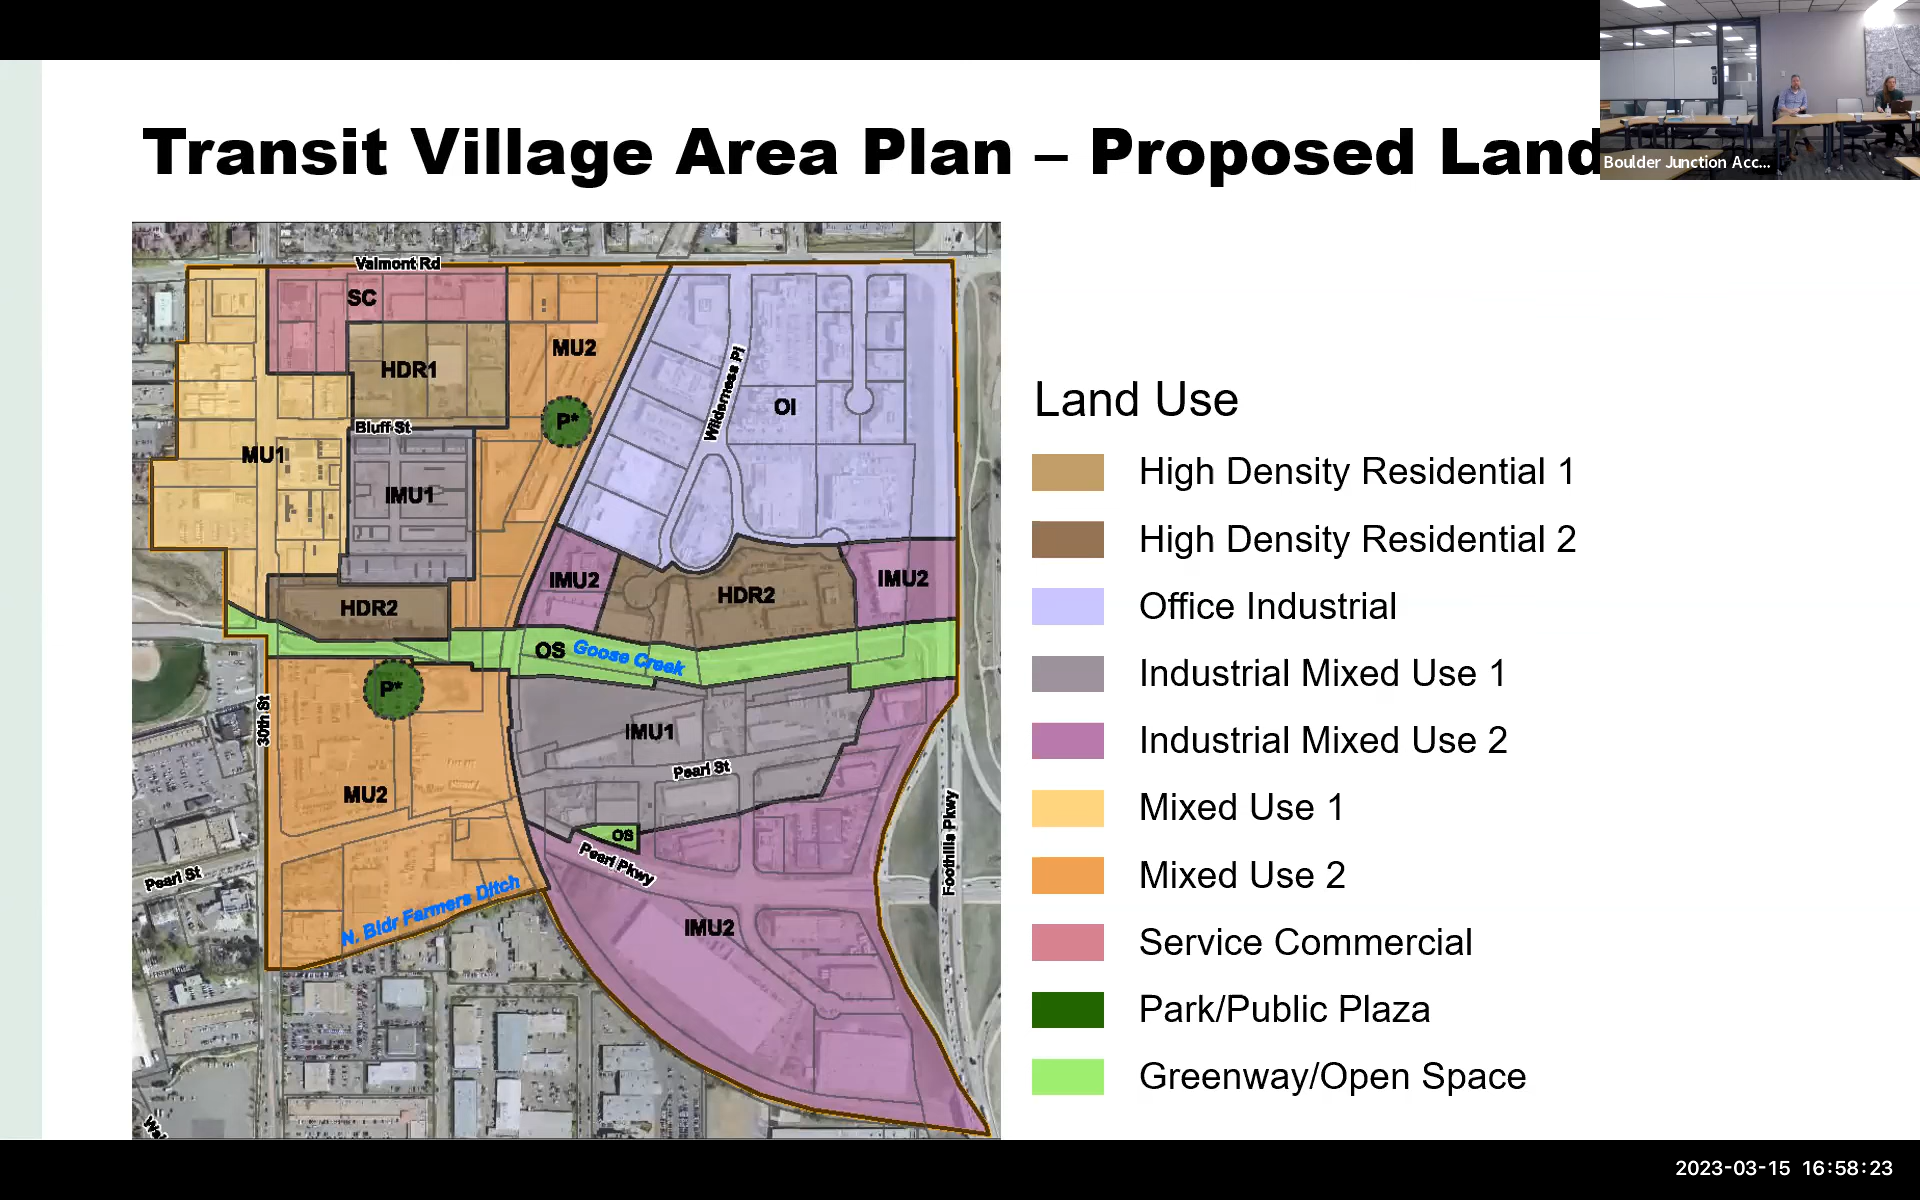 Transit Village Area Plan – Proposed Land
Boulder Junction Acc...
Valmont Rd
SC
HDR1
MU2
P*
Wilderness Pl
OI
Bluff St
MU1
IMU1
IMU2
HDR2
IMU2
HDR2
OS
Goose Creek
P*
30th St
IMU1
Pearl St
MU2
OS
Pearl Pkwy
Foothills Pkwy
Pearl St
N. Bldr Farmers Ditch
IMU2
Land Use
High Density Residential 1
High Density Residential 2
Office Industrial
Industrial Mixed Use 1
Industrial Mixed Use 2
Mixed Use 1
Mixed Use 2
Service Commercial
Park/Public Plaza
Greenway/Open Space
2023-03-15 16:58:23